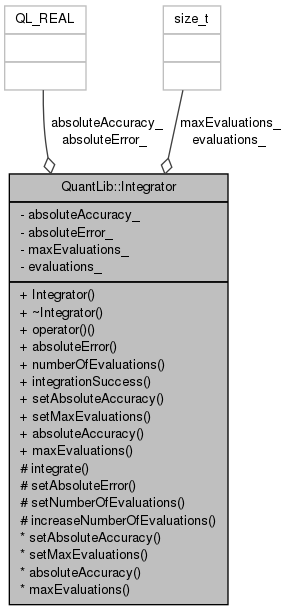 QL_REAL
size_t
absoluteAccuracy_
absoluteError_
maxEvaluations_
evaluations_
QuantLib::Integrator
- absoluteAccuracy_
- absoluteError_
- maxEvaluations_
- evaluations_
+ Integrator()
+ ~Integrator()
+ operator()()
+ absoluteError()
+ numberOfEvaluations()
+ integrationSuccess()
+ setAbsoluteAccuracy()
+ setMaxEvaluations()
+ absoluteAccuracy()
+ maxEvaluations()
# integrate()
# setAbsoluteError()
# setNumberOfEvaluations()
# increaseNumberOfEvaluations()
* setAbsoluteAccuracy()
* setMaxEvaluations()
* absoluteAccuracy()
* maxEvaluations()